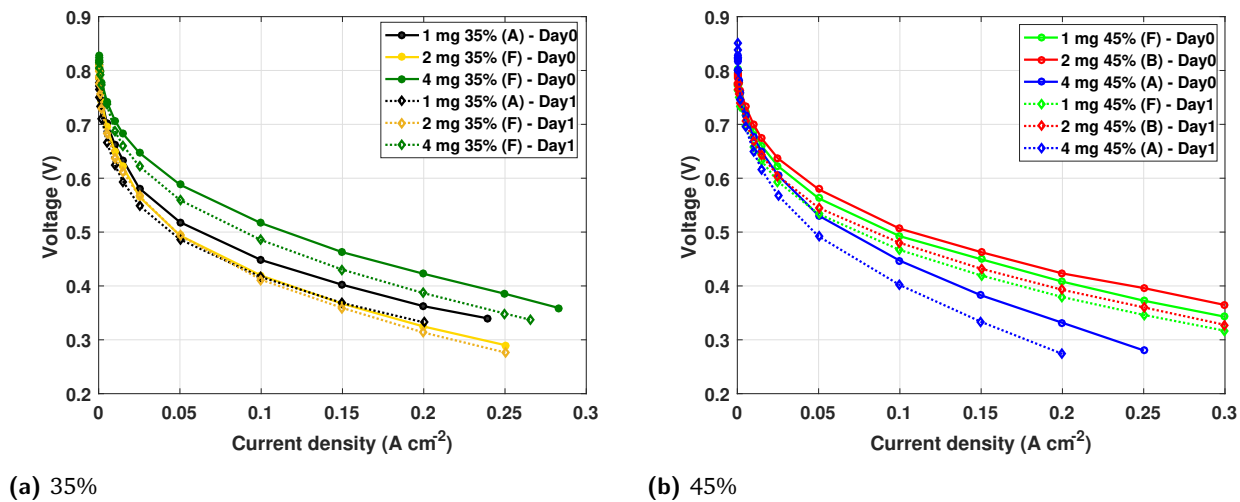 0.9
0.8
0.7
0.6
0.5
0.4
0.3
0.2
Voltage (V)
0
0.05
0.1
0.15
0.2
0.25
0.3
Current density (A cm-2)
1 mg 35% (A) - Day0
2 mg 35% (F) - Day0
4 mg 35% (F) - Day0
1 mg 35% (A) - Day1
2 mg 35% (F) - Day1
4 mg 35% (F) - Day1
(a) 35%
0.9
0.8
0.7
0.6
0.5
0.4
0.3
0.2
Voltage (V)
0
0.05
0.1
0.15
0.2
0.25
0.3
Current density (A cm-2)
1 mg 45% (F) - Day0
2 mg 45% (B) - Day0
4 mg 45% (A) - Day0
1 mg 45% (F) - Day1
2 mg 45% (B) - Day1
4 mg 45% (A) - Day1
(b) 45%